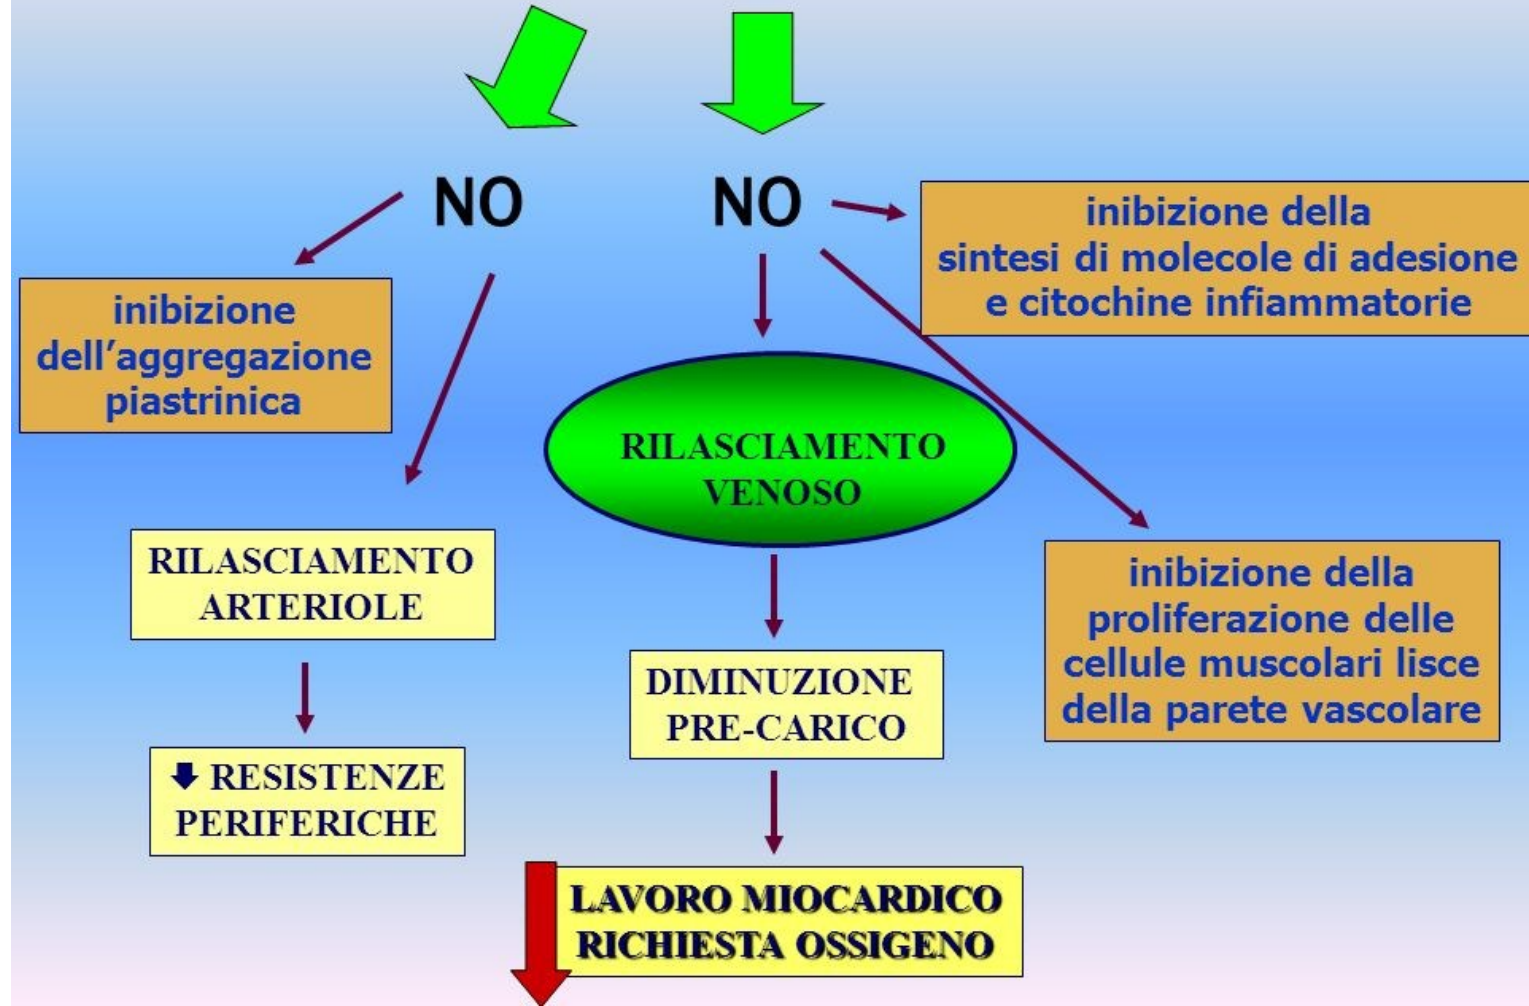 NO
NO
inibizione della
sintesi di molecole di adesione
e citochine infiammatorie
inibizione
dell’aggregazione
piastrinica
RILASCIAMENTO
VENOSO
RILASCIAMENTO
ARTERIOLE
inibizione della
proliferazione delle
cellule muscolari lisce
della parete vascolare
DIMINUZIONE
PRE-CARICO
RESISTENZE
PERIFERICHE
LAVORO MIOCARDICO
RICHIESTA OSSIGENO